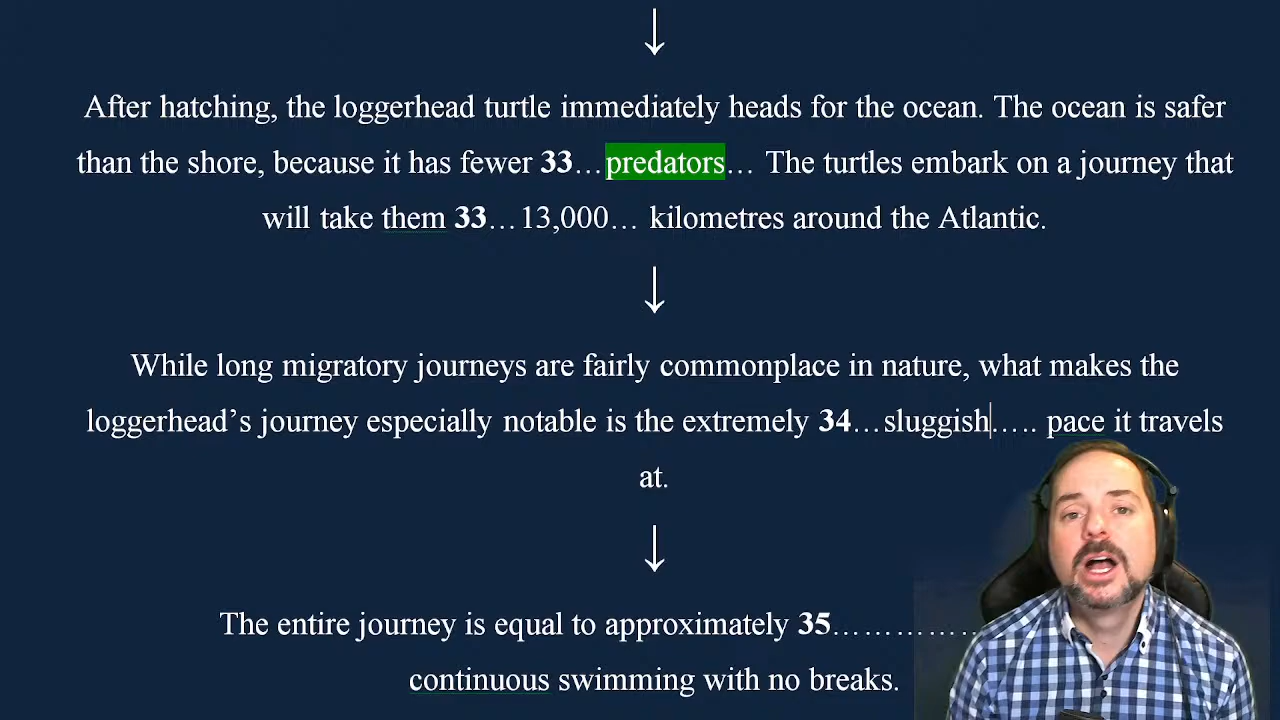 ↓
After hatching, the loggerhead turtle immediately heads for the ocean. The ocean is safer
than the shore, because it has fewer 33…predators… The turtles embark on a journey that
will take them 33…13,000… kilometres around the Atlantic.
↓
While long migratory journeys are fairly commonplace in nature, what makes the
loggerhead’s journey especially notable is the extremely 34…sluggish….. pace it travels
at.
↓
The entire journey is equal to approximately 35……………
continuous swimming with no breaks.